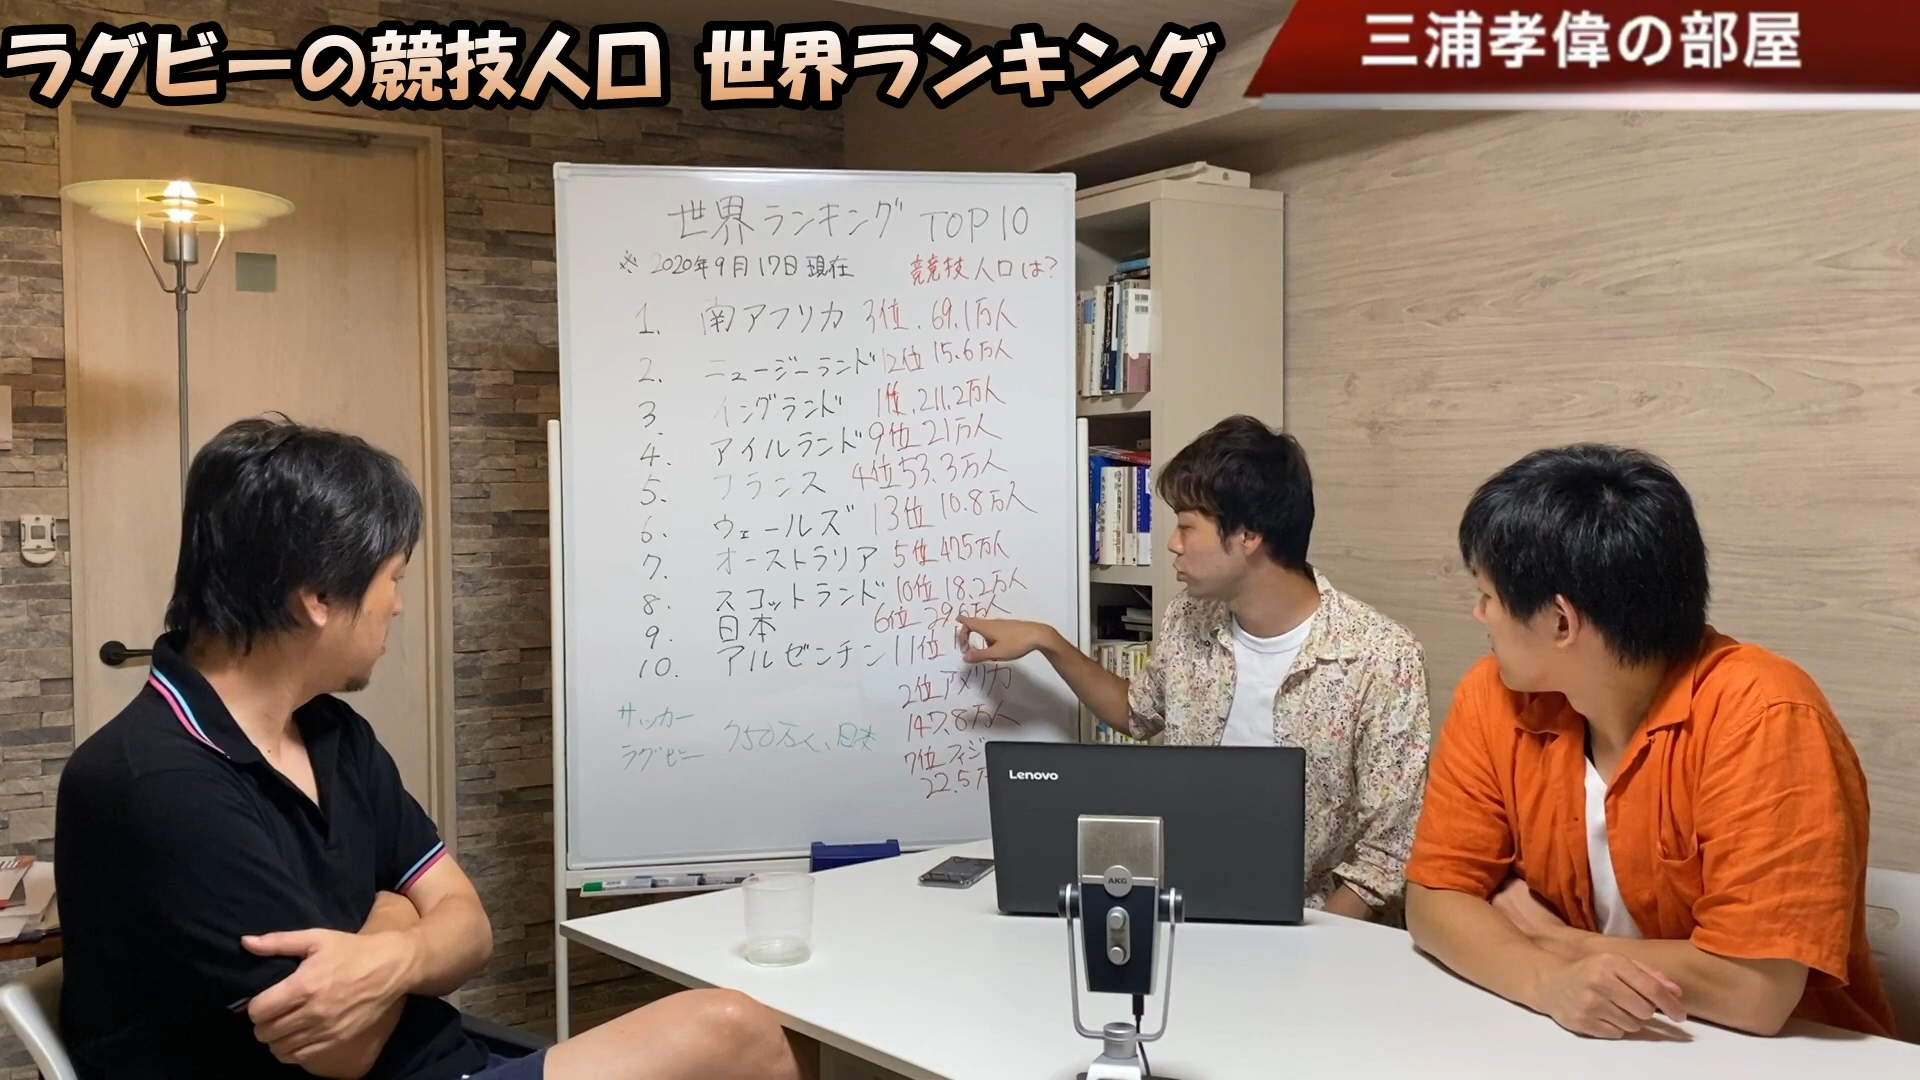 ラグビーの競技人口 世界ランキング
三浦孝偉の部屋
世界ランキング TOP10
※ 2020年9月17日現在 競技人口は?
1. 南アフリカ 3位. 69.1万人
2. ニュージーランド 12位 15.6万人
3. イングランド 1位. 211.2万人
4. アイルランド 9位 21万人
5. フランス 4位 53.3万人
6. ウェールズ 13位 10.8万人
7. オーストラリア 5位 47.5万人
8. スコットランド 10位 18.2万人
9. 日本 6位 29.6万人
10. アルゼンチン 11位
2位 アメリカ
147.8万人
7位 フィジ
22.5
サッカー
ラグビー
750万人、
Lenovo
AKG